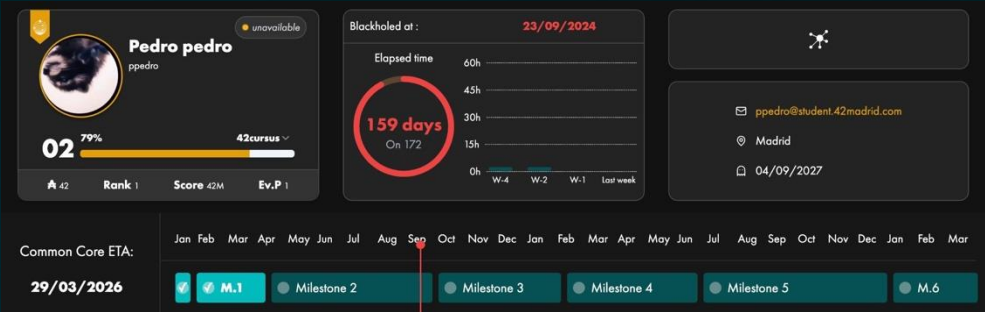 unavailable
Pedro pedro
ppedro
02
79%
42cursus
₳ 42
Rank 1
Score 42M
Ev.P 1
Blackholed at :
23/09/2024
Elapsed time
159 days
On 172
60h
45h
30h
15h
0h
W-4 W-2 W-1 Last week
ppedro@student.42madrid.com
Madrid
04/09/2027
Common Core ETA:
29/03/2026
Jan Feb Mar Apr May Jun Jul Aug Sep Oct Nov Dec Jan Feb Mar Apr May Jun Jul Aug Sep Oct Nov Dec Jan Feb Mar
M.1 Milestone 2 Milestone 3 Milestone 4 Milestone 5 M.6